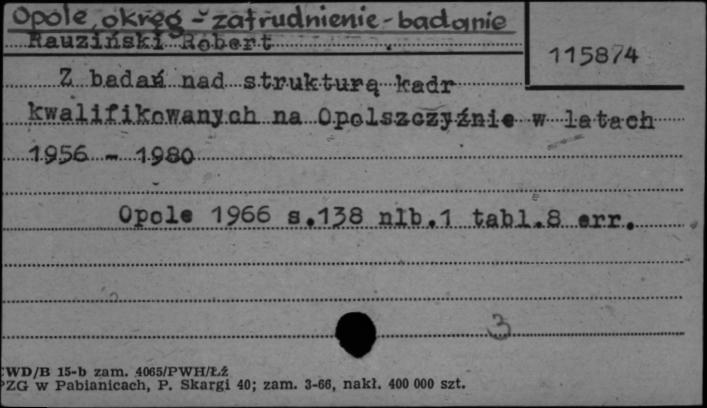 Opole, okręg - zatrudnienie - badanie
Rauziński Robert
115874
Z badań nad strukturą kadr
kwalifikowanych na Opolszczyźnie w latach
1956 - 1980
Opole 1966 s.138 nlb.1 tabl.8 err.
3
WD/B 15-b zam. 4065/PWH/Łź
PZG w Pabianicach, P. Skargi 40; zam. 3-66, nakł. 400 000 szt.